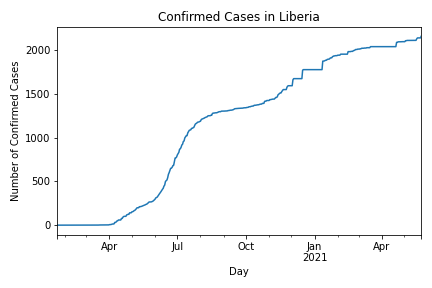 Confirmed Cases in Liberia
Number of Confirmed Cases
2000
1500
1000
500
0
Apr
Jul
Oct
Jan
2021
Apr
Day